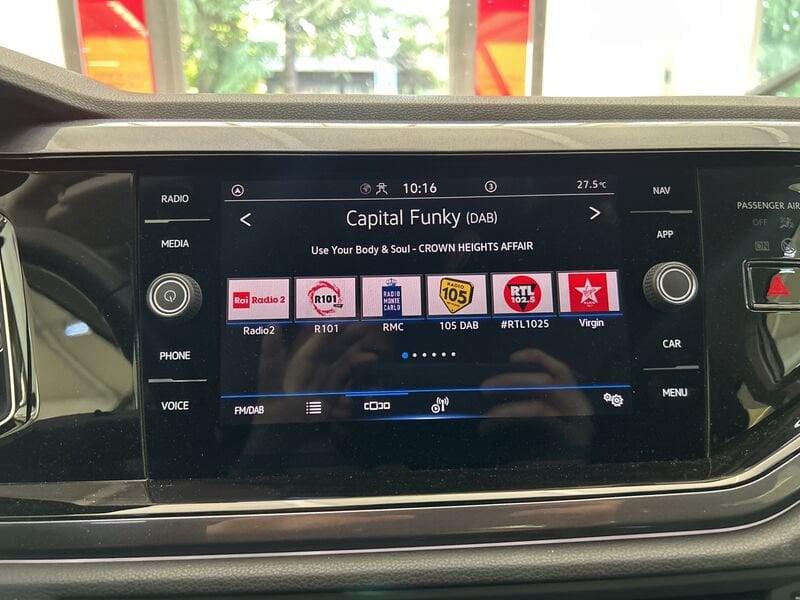 RADIO
MEDIA
PHONE
VOICE
10:16
3
27.5°C
< Capital Funky (DAB) >
Use Your Body & Soul - CROWN HEIGHTS AFFAIR
Rai Radio 2
R101
RADIO MONTE CARLO
RADIO 105
RTL 102.5
Radio2 R101 RMC 105 DAB #RTL1025 Virgin
FM/DAB
NAV
APP
CAR
MENU
PASSENGER AIR
OFF
ON